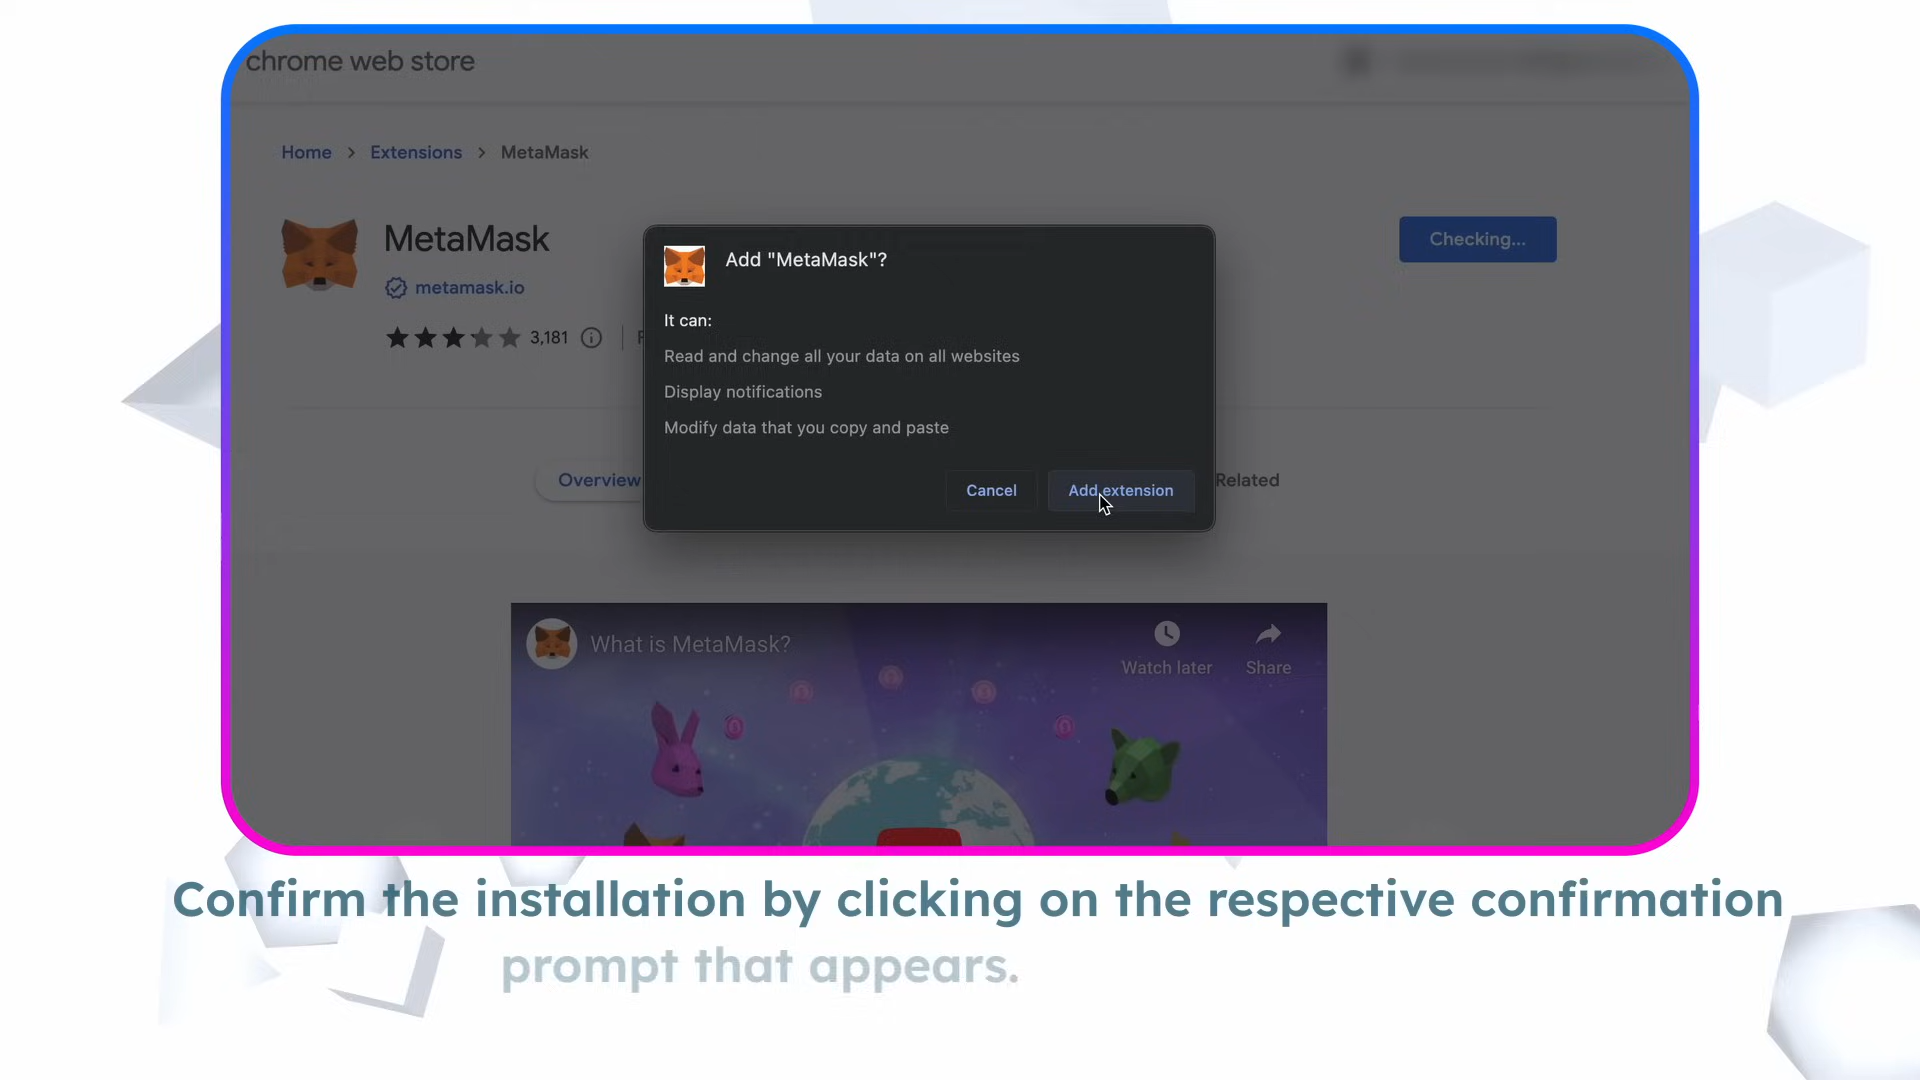 chrome web store
Home > Extensions > MetaMask
MetaMask
metamask.io
3,181
Checking...
Add "MetaMask"?
It can:
Read and change all your data on all websites
Display notifications
Modify data that you copy and paste
Cancel
Add extension
Overview
Related
What is MetaMask?
Watch later
Share
Confirm the installation by clicking on the respective confirmation
prompt that appears.